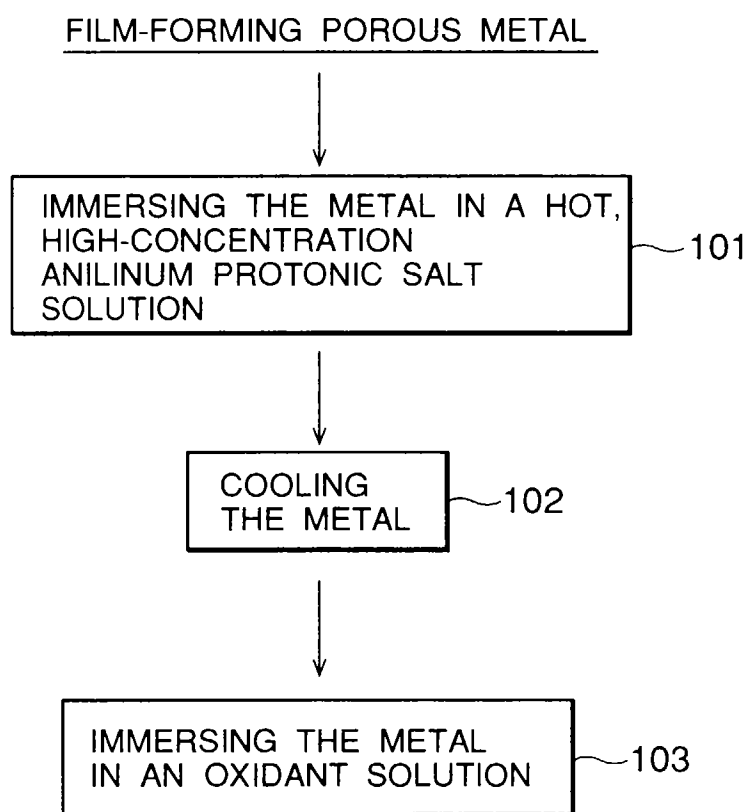 FILM-FORMING POROUS METAL
IMMERSING THE METAL IN A HOT,
HIGH-CONCENTRATION
ANILINUM PROTONIC SALT
SOLUTION
101
COOLING
THE METAL
102
IMMERSING THE METAL
IN AN OXIDANT SOLUTION
103